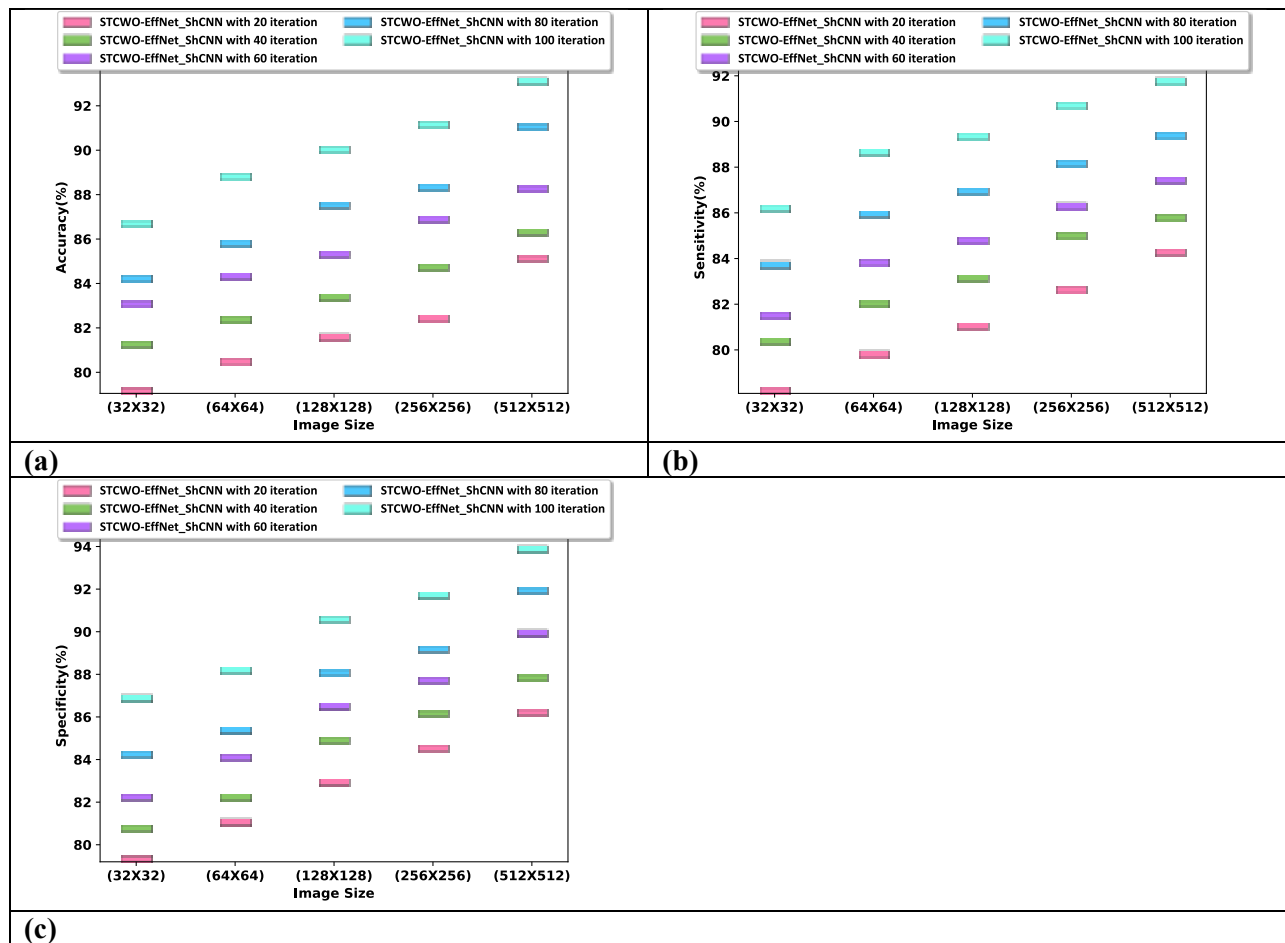 STCWO-EffNet_ShCNN with 20 iteration STCWO-EffNet_ShCNN with 80 iteration
STCWO-EffNet_ShCNN with 40 iteration STCWO-EffNet_ShCNN with 100 iteration
STCWO-EffNet_ShCNN with 60 iteration
92
90
88
86
84
82
80
Accuracy(%)
(32X32) (64X64) (128X128) (256X256) (512X512)
Image Size
(a)
STCWO-EffNet_ShCNN with 20 iteration STCWO-EffNet_ShCNN with 80 iteration
STCWO-EffNet_ShCNN with 40 iteration STCWO-EffNet_ShCNN with 100 iteration
STCWO-EffNet_ShCNN with 60 iteration
92
90
88
86
84
82
80
Sensitivity(%)
(32X32) (64X64) (128X128) (256X256) (512X512)
Image Size
(b)
STCWO-EffNet_ShCNN with 20 iteration STCWO-EffNet_ShCNN with 80 iteration
STCWO-EffNet_ShCNN with 40 iteration STCWO-EffNet_ShCNN with 100 iteration
STCWO-EffNet_ShCNN with 60 iteration
94
92
90
88
86
84
82
80
Specificity(%)
(32X32) (64X64) (128X128) (256X256) (512X512)
Image Size
(c)